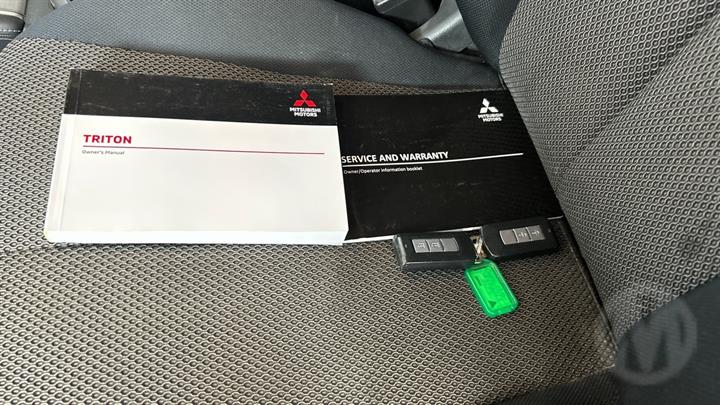 MITSUBISHI
MOTORS
TRITON
Owner's Manual
MITSUBISHI
MOTORS
SERVICE AND WARRANTY
Owner/Operator information booklet
M